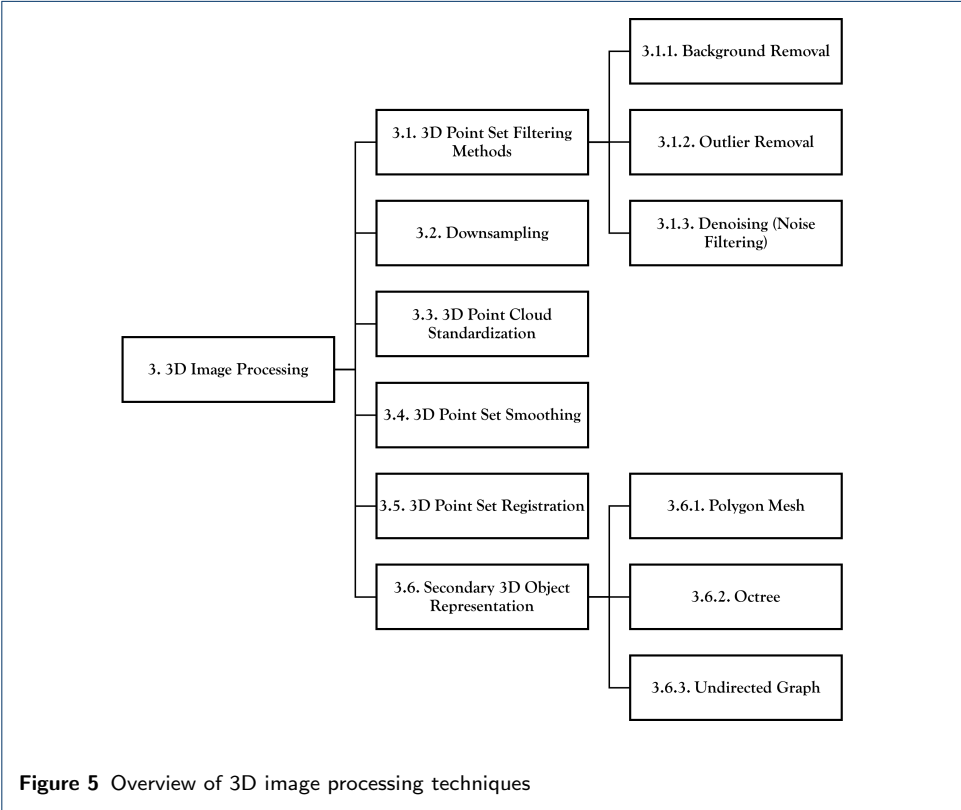 3. 3D Image Processing
3.1. 3D Point Set Filtering
Methods
3.1.1. Background Removal
3.1.2. Outlier Removal
3.1.3. Denoising (Noise
Filtering)
3.2. Downsampling
3.3. 3D Point Cloud
Standardization
3.4. 3D Point Set Smoothing
3.5. 3D Point Set Registration
3.6. Secondary 3D Object
Representation
3.6.1. Polygon Mesh
3.6.2. Octree
3.6.3. Undirected Graph
Figure 5 Overview of 3D image processing techniques